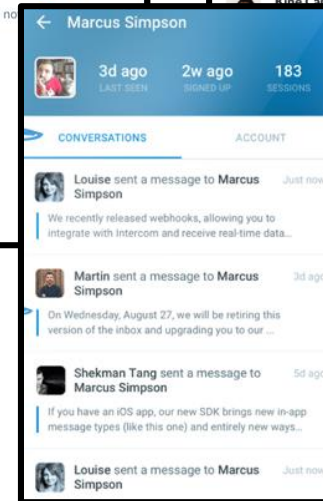 no
Marcus Simpson
3d ago 2w ago 183
LAST SEEN SIGNED UP SESSIONS
CONVERSATIONS ACCOUNT
Louise sent a message to Marcus Just now
Simpson
We recently released webhooks, allowing you to
integrate with Intercom and receive real-time data...
Martin sent a message to Marcus 3d ago
Simpson
On Wednesday, August 27, we will be retiring this
version of the inbox and upgrading you to our ...
Shekman Tang sent a message to 5d ago
Marcus Simpson
If you have an iOS app, our new SDK brings new in-app
message types (like this one) and entirely new ways...
Louise sent a message to Marcus Just now
Simpson